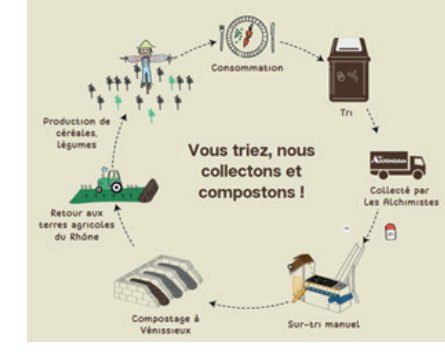 Consommation
Tri
Les
Alchimistes
Collecté par
Les Alchimistes
Sur-tri manuel
Compostage à
Vénissieux
Retour aux
terres agricoles
du Rhône
Production de
céréales,
légumes
Vous triez, nous
collectons et
compostons !